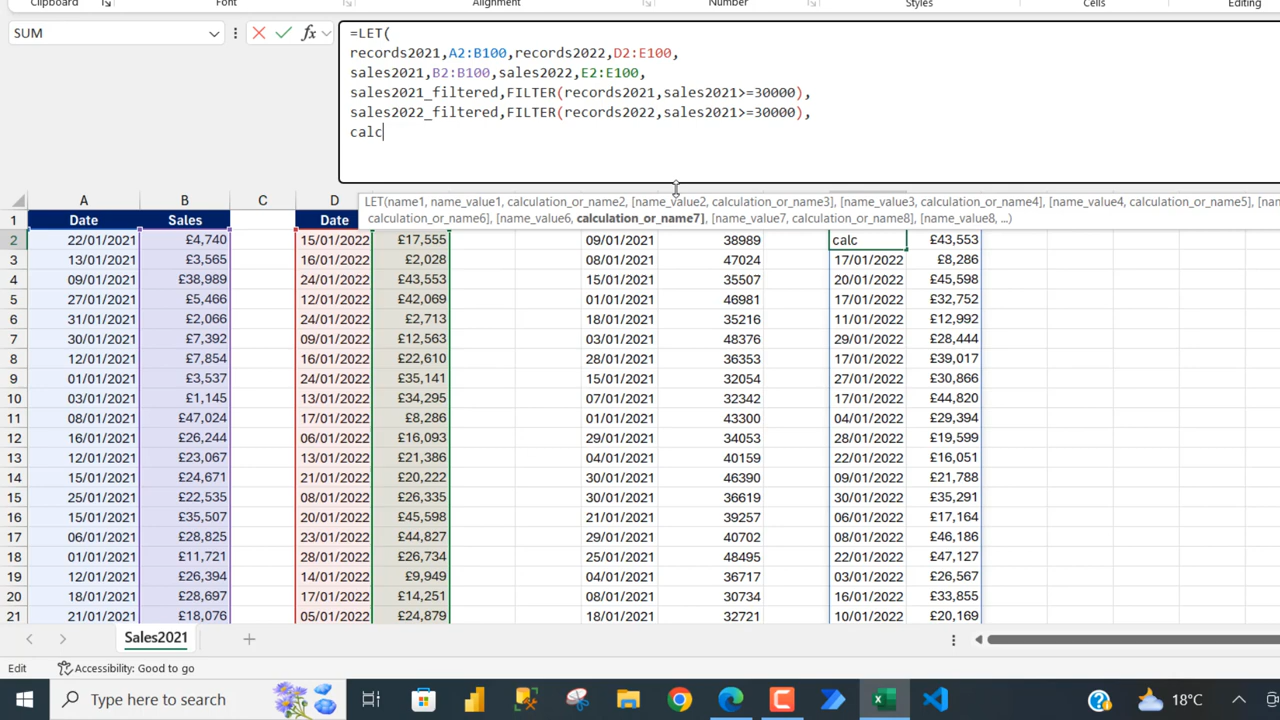 Clipboard Font Alignment Number Styles Cells Editing
SUM fx =LET(
records2021,A2:B100,records2022,D2:E100,
sales2021,B2:B100,sales2022,E2:E100,
sales2021_filtered,FILTER(records2021,sales2021>=30000),
sales2022_filtered,FILTER(records2022,sales2021>=30000),
calc
LET(name1, name_value1, calculation_or_name2, [name_value2, calculation_or_name3], [name_value3, calculation_or_name4], [name_value4, calculation_or_name5], [name_value5,
calculation_or_name6], [name_value6, calculation_or_name7], [name_value7, calculation_or_name8], [name_value8, ...)
A B C D
1 Date Sales Date
2 22/01/2021 £4,740 15/01/2022 £17,555 09/01/2021 38989 calc £43,553
3 13/01/2021 £3,565 16/01/2022 £2,028 08/01/2021 47024 17/01/2022 £8,286
4 09/01/2021 £38,989 24/01/2022 £43,553 15/01/2021 35507 20/01/2022 £45,598
5 27/01/2021 £5,466 12/01/2022 £42,069 01/01/2021 46981 17/01/2022 £32,752
6 31/01/2021 £2,066 24/01/2022 £2,713 18/01/2021 35216 11/01/2022 £12,992
7 30/01/2021 £7,392 09/01/2022 £12,563 03/01/2021 48376 29/01/2022 £28,444
8 12/01/2021 £7,854 16/01/2022 £22,610 28/01/2021 36353 17/01/2022 £39,017
9 01/01/2021 £3,537 24/01/2022 £35,141 15/01/2021 32054 27/01/2022 £30,866
10 03/01/2021 £1,145 13/01/2022 £34,295 07/01/2021 32342 17/01/2022 £44,820
11 08/01/2021 £47,024 17/01/2022 £8,286 01/01/2021 43300 04/01/2022 £29,394
12 16/01/2021 £26,244 06/01/2022 £16,093 29/01/2021 34053 28/01/2022 £19,599
13 12/01/2021 £23,067 13/01/2022 £21,386 04/01/2021 40159 22/01/2022 £16,051
14 15/01/2021 £24,671 21/01/2022 £20,222 30/01/2021 46390 09/01/2022 £21,788
15 25/01/2021 £22,535 08/01/2022 £26,335 30/01/2021 36619 30/01/2022 £35,291
16 15/01/2021 £35,507 20/01/2022 £45,598 21/01/2021 39257 06/01/2022 £17,164
17 06/01/2021 £28,825 23/01/2022 £44,827 29/01/2021 40702 08/01/2022 £46,186
18 01/01/2021 £11,721 28/01/2022 £26,734 25/01/2021 48495 22/01/2022 £47,127
19 12/01/2021 £26,394 14/01/2022 £9,949 04/01/2021 36717 03/01/2022 £26,567
20 18/01/2021 £28,697 17/01/2022 £14,251 08/01/2021 30734 16/01/2022 £33,855
21 21/01/2021 £18,076 05/01/2022 £24,879 18/01/2021 32721 10/01/2022 £20,169
Sales2021
Edit Accessibility: Good to go
Type here to search 18°C